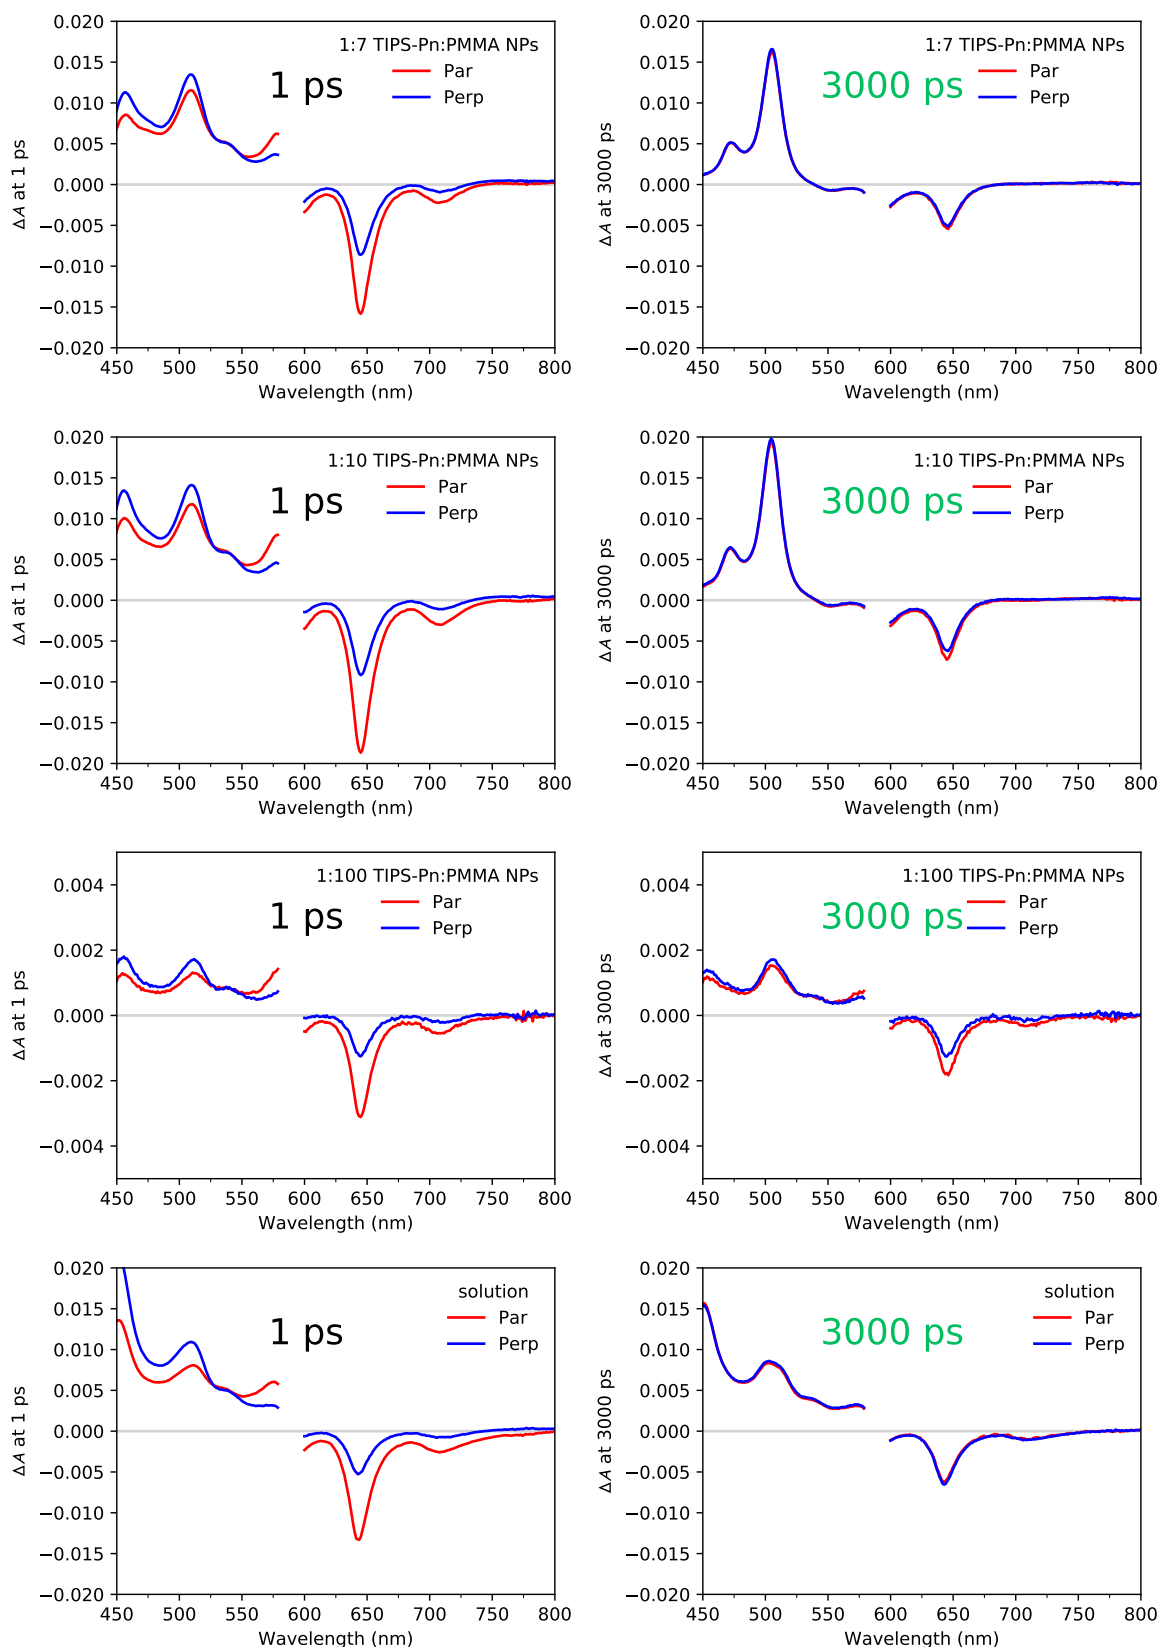 0.020
0.015
0.010
0.005
0.000
−0.005
−0.010
−0.015
−0.020
450 500 550 600 650 700 750 800
Wavelength (nm)
ΔA at 1 ps
1:7 TIPS-Pn:PMMA NPs
Par
Perp
1 ps
0.020
0.015
0.010
0.005
0.000
−0.005
−0.010
−0.015
−0.020
450 500 550 600 650 700 750 800
Wavelength (nm)
ΔA at 3000 ps
1:7 TIPS-Pn:PMMA NPs
Par
Perp
3000 ps
0.020
0.015
0.010
0.005
0.000
−0.005
−0.010
−0.015
−0.020
450 500 550 600 650 700 750 800
Wavelength (nm)
ΔA at 1 ps
1:10 TIPS-Pn:PMMA NPs
Par
Perp
1 ps
0.020
0.015
0.010
0.005
0.000
−0.005
−0.010
−0.015
−0.020
450 500 550 600 650 700 750 800
Wavelength (nm)
ΔA at 3000 ps
1:10 TIPS-Pn:PMMA NPs
Par
Perp
3000 ps
0.004
0.002
0.000
−0.002
−0.004
450 500 550 600 650 700 750 800
Wavelength (nm)
ΔA at 1 ps
1:100 TIPS-Pn:PMMA NPs
Par
Perp
1 ps
0.004
0.002
0.000
−0.002
−0.004
450 500 550 600 650 700 750 800
Wavelength (nm)
ΔA at 3000 ps
1:100 TIPS-Pn:PMMA NPs
Par
Perp
3000 ps
0.020
0.015
0.010
0.005
0.000
−0.005
−0.010
−0.015
−0.020
450 500 550 600 650 700 750 800
Wavelength (nm)
ΔA at 1 ps
solution
Par
Perp
1 ps
0.020
0.015
0.010
0.005
0.000
−0.005
−0.010
−0.015
−0.020
450 500 550 600 650 700 750 800
Wavelength (nm)
ΔA at 3000 ps
solution
Par
Perp
3000 ps